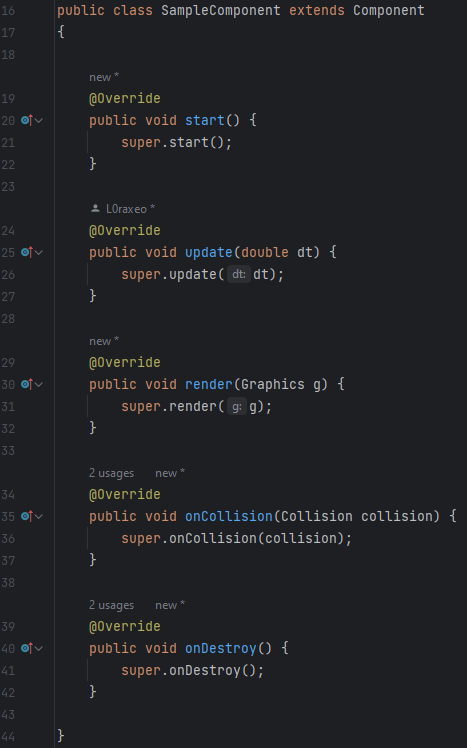 16 public class SampleComponent extends Component
17 {
18
new *
19 @Override
20 public void start() {
21 super.start();
22 }
23
L0raxeo *
24 @Override
25 public void update(double dt) {
26 super.update( dt: dt);
27 }
28
new *
29 @Override
30 public void render(Graphics g) {
31 super.render( g: g);
32 }
33
2 usages new *
34 @Override
35 public void onCollision(Collision collision) {
36 super.onCollision(collision);
37 }
38
2 usages new *
39 @Override
40 public void onDestroy() {
41 super.onDestroy();
42 }
43
44 }